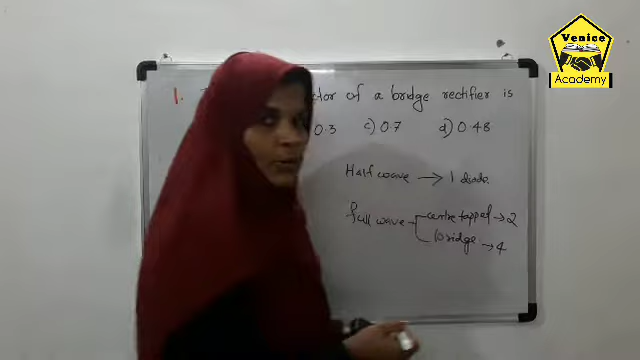 Venice
Academy
1. ctor of a bridge rectifier is
0.3 c) 0.7 d) 0.48
Half wave → 1 diode
full wave centre tapped → 2
bridge → 4